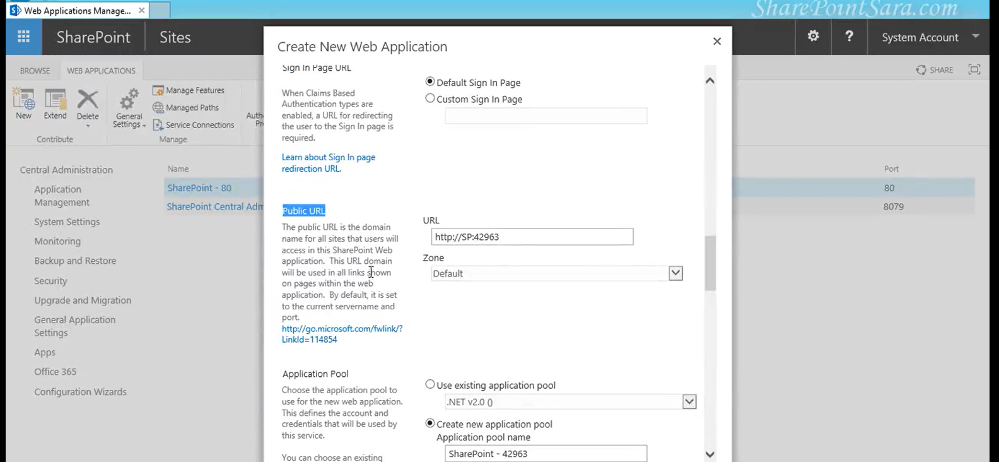 Web Applications Manage...
SharePointSara.com
SharePoint
Sites
System Account
BROWSE
WEB APPLICATIONS
SHARE
New
Extend
Delete
General
Settings
Manage Features
Managed Paths
Service Connections
Auth
Pr
Contribute
Manage
Central Administration
Application
Management
System Settings
Monitoring
Backup and Restore
Security
Upgrade and Migration
General Application
Settings
Apps
Office 365
Configuration Wizards
Name
Port
SharePoint - 80
80
SharePoint Central Adm
8079
Create New Web Application
Sign In Page URL
When Claims Based
Authentication types are
enabled, a URL for redirecting
the user to the Sign In page is
required.
Learn about Sign In page
redirection URL.
Default Sign In Page
Custom Sign In Page
Public URL
The public URL is the domain
name for all sites that users will
access in this SharePoint Web
application. This URL domain
will be used in all links shown
on pages within the web
application. By default, it is set
to the current servername and
port.
http://go.microsoft.com/fwlink/?
LinkId=114854
URL
http://SP:42963
Zone
Default
Application Pool
Choose the application pool to
use for the new web application.
This defines the account and
credentials that will be used by
this service.
You can choose an existing
Use existing application pool
.NET v2.0 ()
Create new application pool
Application pool name
SharePoint - 42963